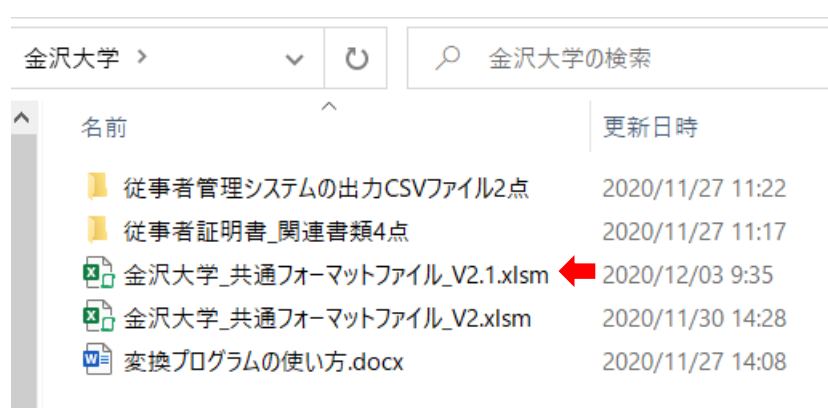 金沢大学 >
金沢大学の検索
名前 更新日時
従事者管理システムの出力CSVファイル2点 2020/11/27 11:22
従事者証明書_関連書類4点 2020/11/27 11:17
金沢大学_共通フォーマットファイル_V2.1.xlsm 2020/12/03 9:35
金沢大学_共通フォーマットファイル_V2.xlsm 2020/11/30 14:28
変換プログラムの使い方.docx 2020/11/27 14:08